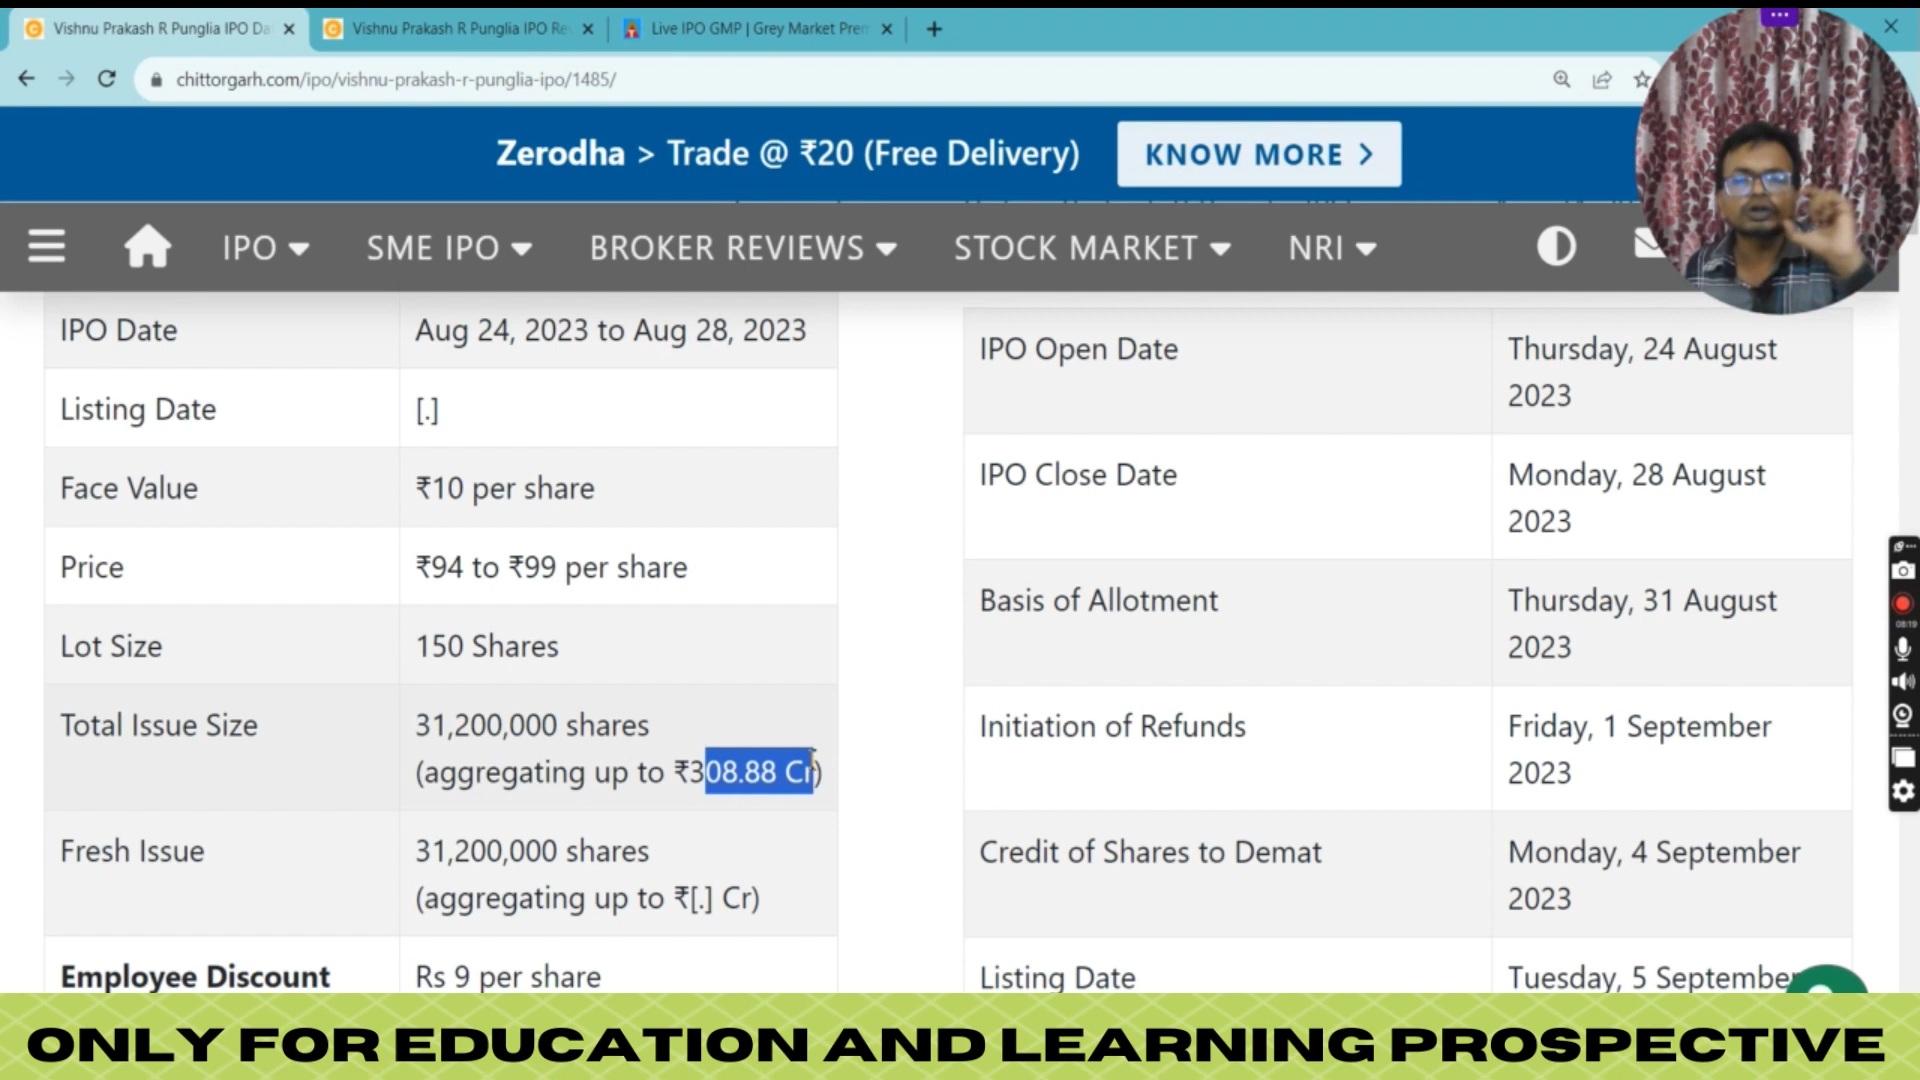 Vishnu Prakash R Punglia IPO Da
Vishnu Prakash R Punglia IPO Re
Live IPO GMP | Grey Market Prem
chittorgarh.com/ipo/vishnu-prakash-r-punglia-ipo/1485/
Zerodha > Trade @ ₹20 (Free Delivery)
KNOW MORE
IPO
SME IPO
BROKER REVIEWS
STOCK MARKET
NRI
IPO Date
Aug 24, 2023 to Aug 28, 2023
Listing Date
[.]
Face Value
₹10 per share
Price
₹94 to ₹99 per share
Lot Size
150 Shares
Total Issue Size
31,200,000 shares
(aggregating up to ₹308.88 Cr)
Fresh Issue
31,200,000 shares
(aggregating up to ₹[.] Cr)
Employee Discount
Rs 9 per share
IPO Open Date
Thursday, 24 August
2023
IPO Close Date
Monday, 28 August
2023
Basis of Allotment
Thursday, 31 August
2023
Initiation of Refunds
Friday, 1 September
2023
Credit of Shares to Demat
Monday, 4 September
2023
Listing Date
Tuesday, 5 September
08:19
ONLY FOR EDUCATION AND LEARNING PROSPECTIVE